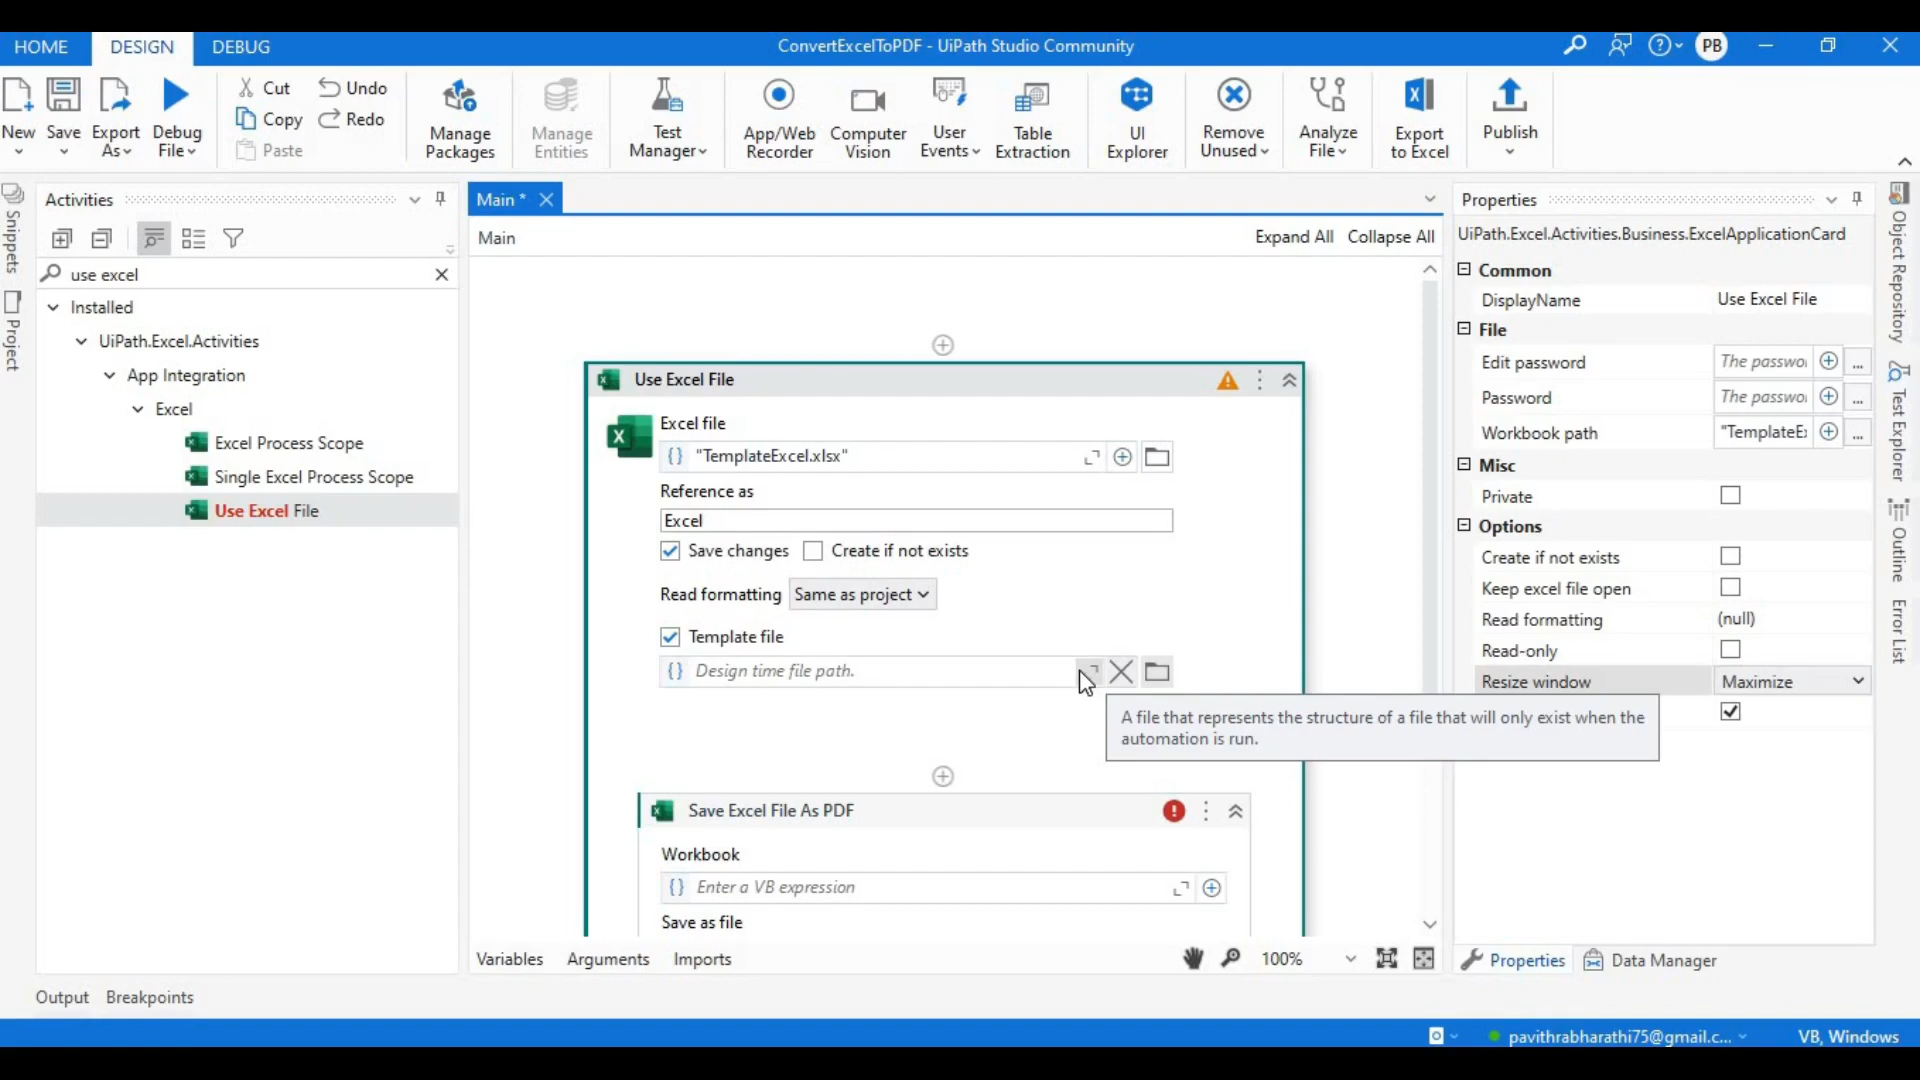 HOME DESIGN DEBUG ConvertExcelToPDF - UiPath Studio Community PB
New Save Export As Debug File
Cut Copy Paste Undo Redo
Manage Packages
Manage Entities
Test Manager
App/Web Recorder
Computer Vision
User Events
Table Extraction
UI Explorer
Remove Unused
Analyze File
Export to Excel
Publish
Snippets
Project
Activities
use excel
Installed
UiPath.Excel.Activities
App Integration
Excel
Excel Process Scope
Single Excel Process Scope
Use Excel File
Main *
Main Expand All Collapse All
Use Excel File
Excel file
"TemplateExcel.xlsx"
Reference as
Excel
Save changes Create if not exists
Read formatting Same as project
Template file
Design time file path.
A file that represents the structure of a file that will only exist when the
automation is run.
Save Excel File As PDF
Workbook
Enter a VB expression
Save as file
Variables Arguments Imports 100%
Properties
UiPath.Excel.Activities.Business.ExcelApplicationCard
Common
DisplayName Use Excel File
File
Edit password The passwo
Password The passwo
Workbook path "TemplateE
Misc
Private
Options
Create if not exists
Keep excel file open
Read formatting (null)
Read-only
Resize window Maximize
Properties Data Manager
Object Repository
Test Explorer
Outline
Error List
Output Breakpoints
pavithrabharathi75@gmail.c... VB, Windows